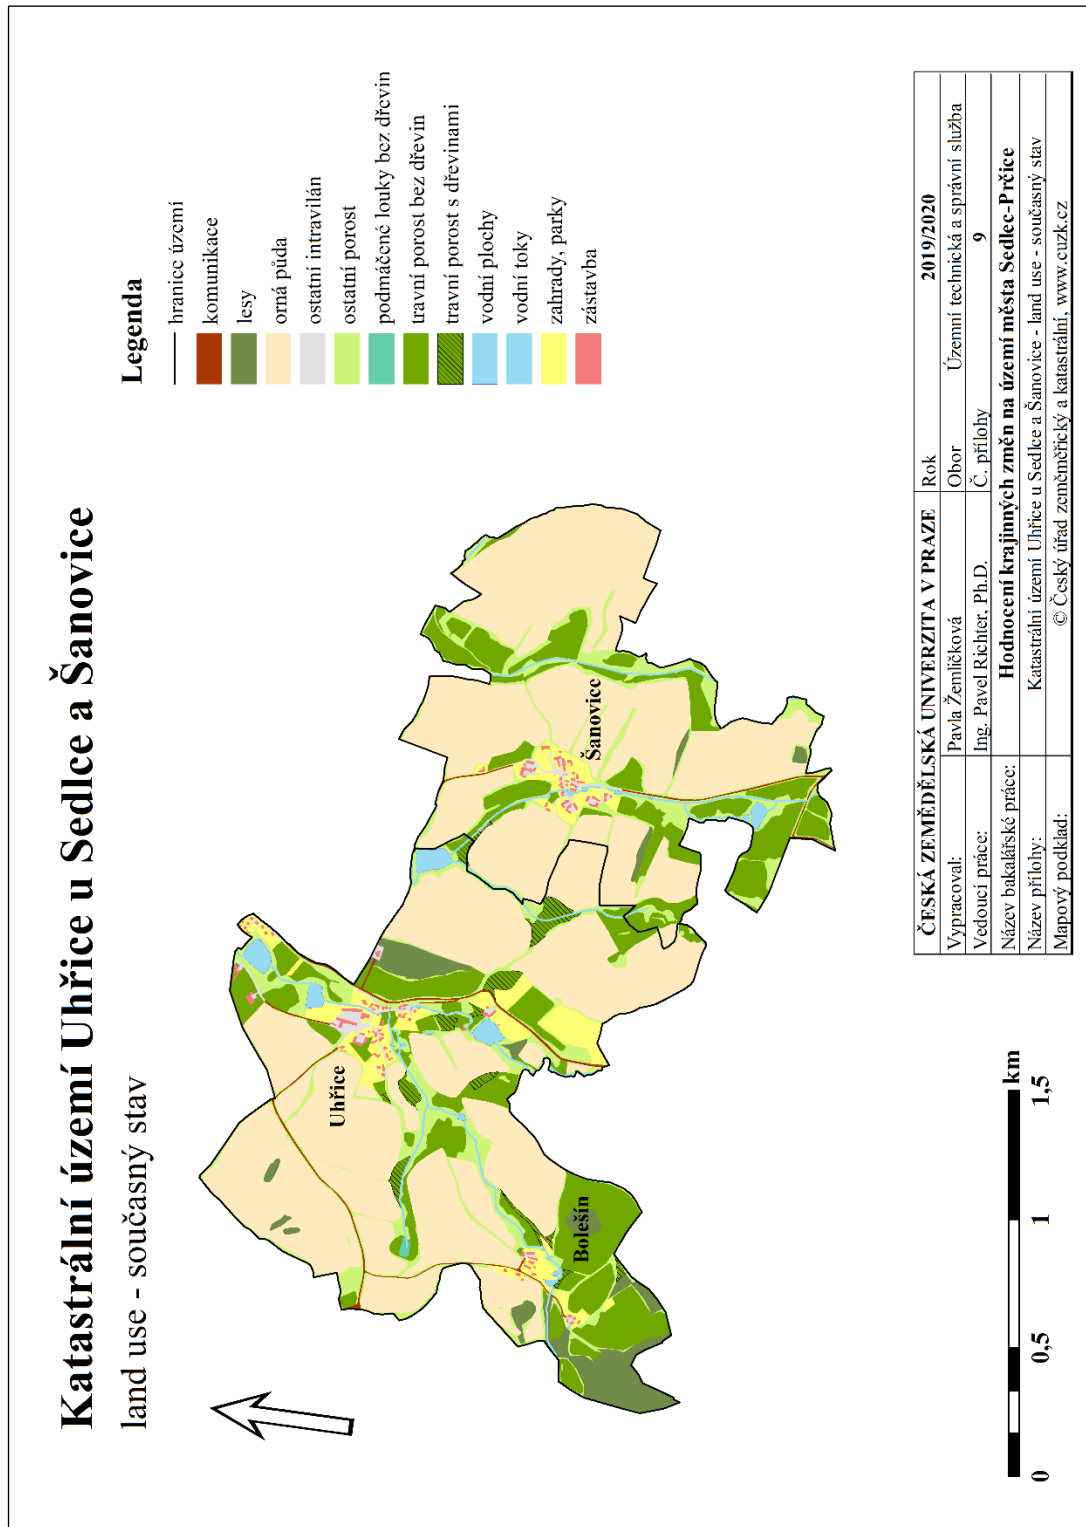 Katastrální území Uhřice u Sedlce a Šanovice
land use - současný stav
Legenda
hranice území
komunikace
lesy
orná půda
ostatní intravilán
ostatní porost
podmáčené louky bez dřevin
travní porost bez dřevin
travní porost s dřevinami
vodní plochy
vodní toky
zahrady, parky
zástavba
Uhřice
Šanovice
Bolešín
0 0,5 1 1,5
km
ČESKÁ ZEMĚDĚLSKÁ UNIVERZITA V PRAZE Rok 2019/2020
Vypracoval: Pavla Žemličková Obor Územní technická a správní služba
Vedoucí práce: Ing. Pavel Richter, Ph.D. Č. přílohy 9
Název bakalářské práce: Hodnocení krajinných změn na území města Sedlec-Prčice
Název přílohy: Katastrální území Uhřice u Sedlce a Šanovice - land use - současný stav
Mapový podklad: © Český úřad zeměměřický a katastrální, www.cuzk.cz